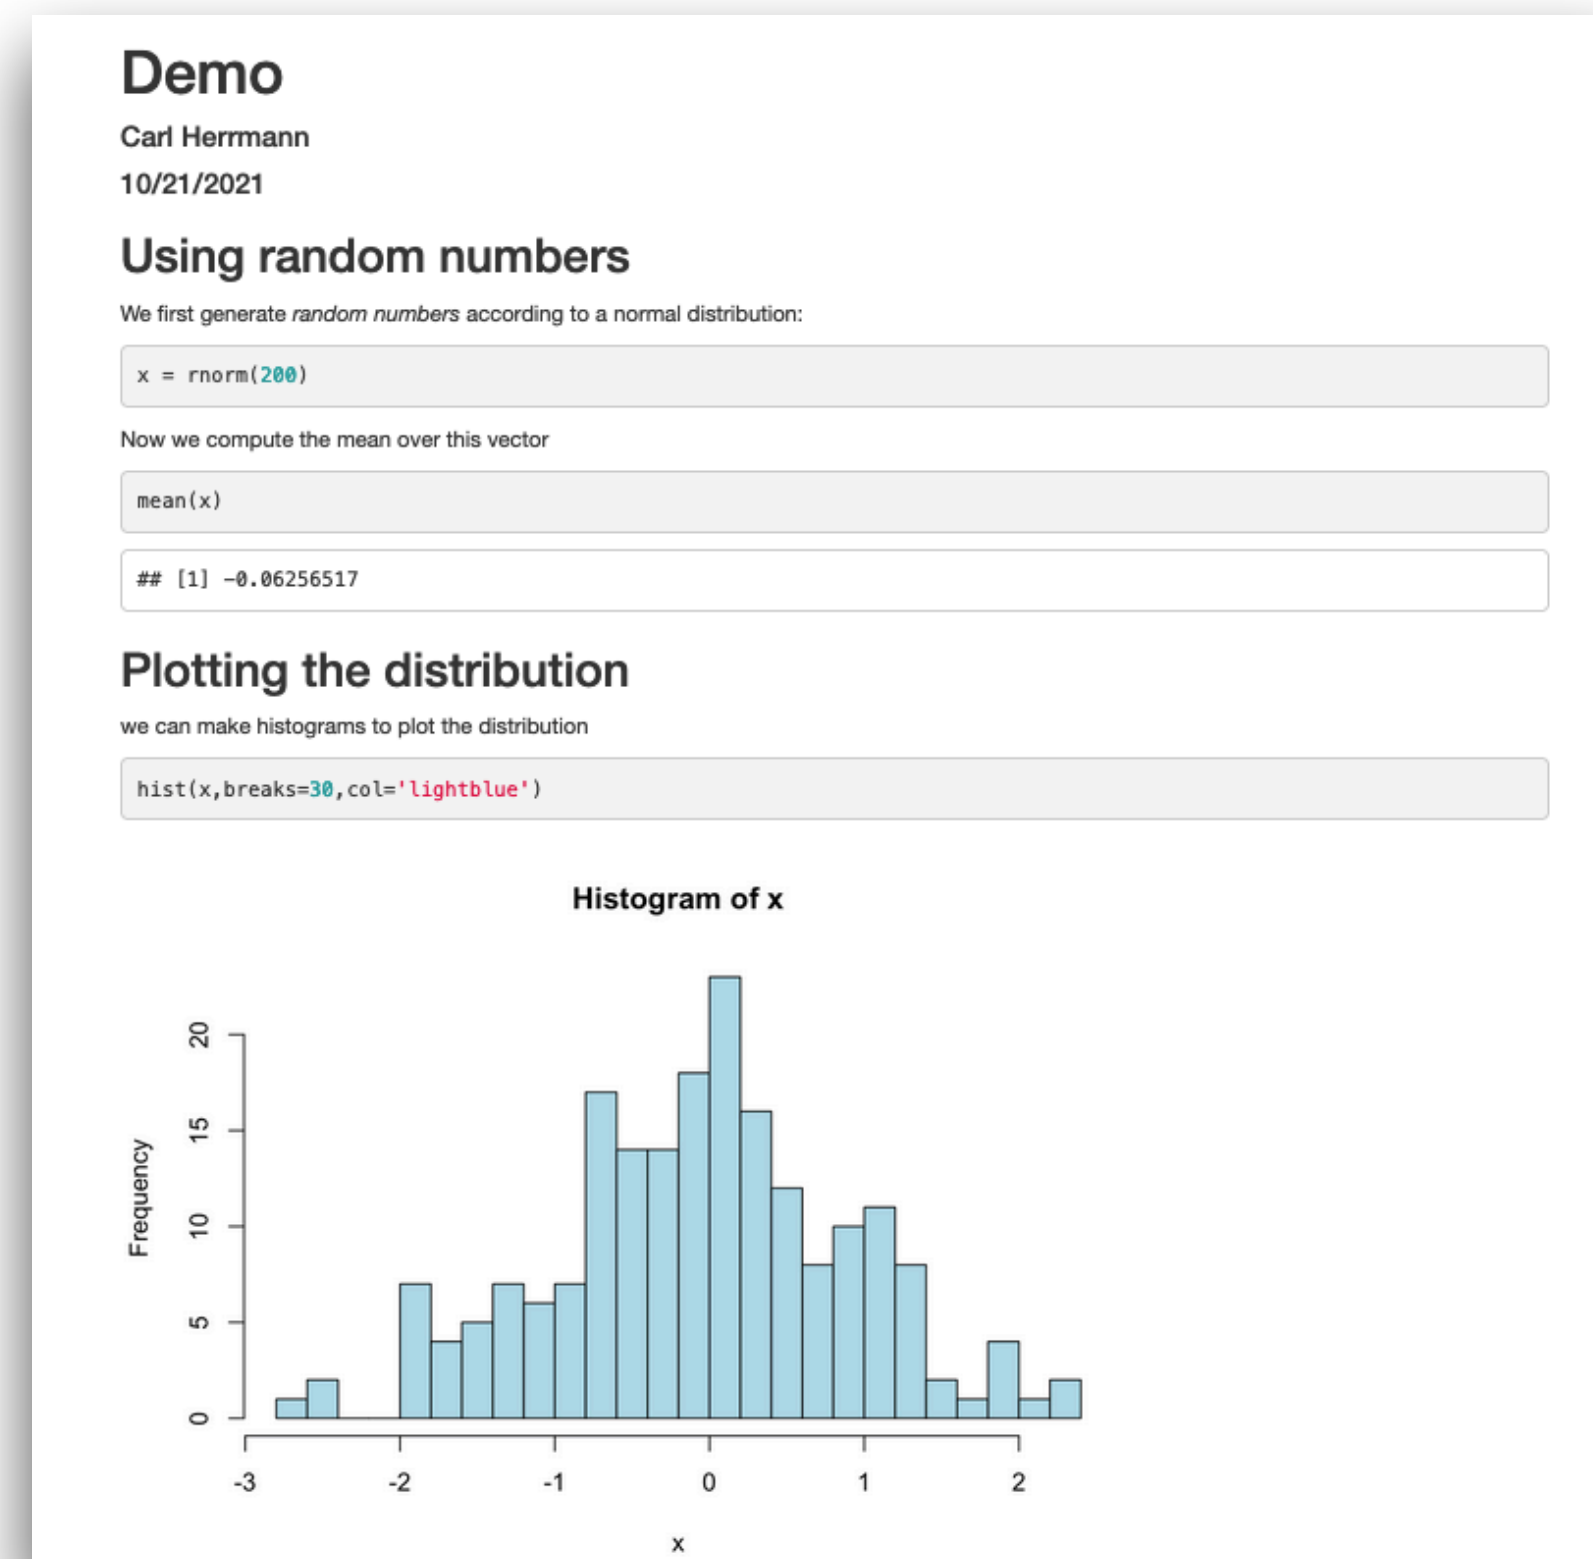 Demo
Carl Herrmann
10/21/2021
Using random numbers
We first generate random numbers according to a normal distribution:
x = rnorm(200)
Now we compute the mean over this vector
mean(x)
## [1] -0.06256517
Plotting the distribution
we can make histograms to plot the distribution
hist(x,breaks=30,col='lightblue')
Histogram of x
Frequency
20
15
10
5
0
-3 -2 -1 0 1 2
x